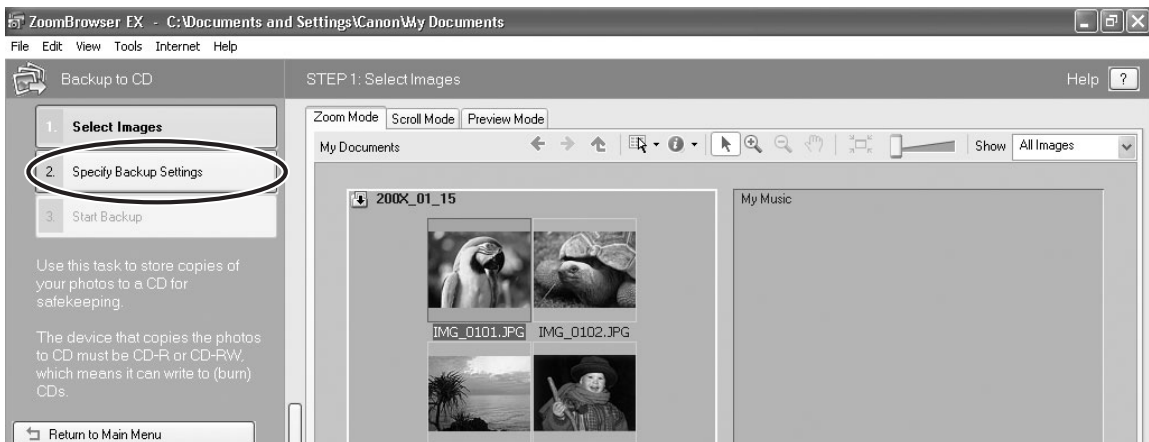 ZoomBrowser EX - C:\Documents and Settings\Canon\My Documents
File Edit View Tools Internet Help
Backup to CD
STEP 1: Select Images
Help ?
1. Select Images
2. Specify Backup Settings
3. Start Backup
Use this task to store copies of
your photos to a CD for
safekeeping.
The device that copies the photos
to CD must be CD-R or CD-RW,
which means it can write to (burn)
CDs.
Return to Main Menu
Zoom Mode Scroll Mode Preview Mode
My Documents
Show All Images
200X_01_15
My Music
IMG_0101.JPG IMG_0102.JPG